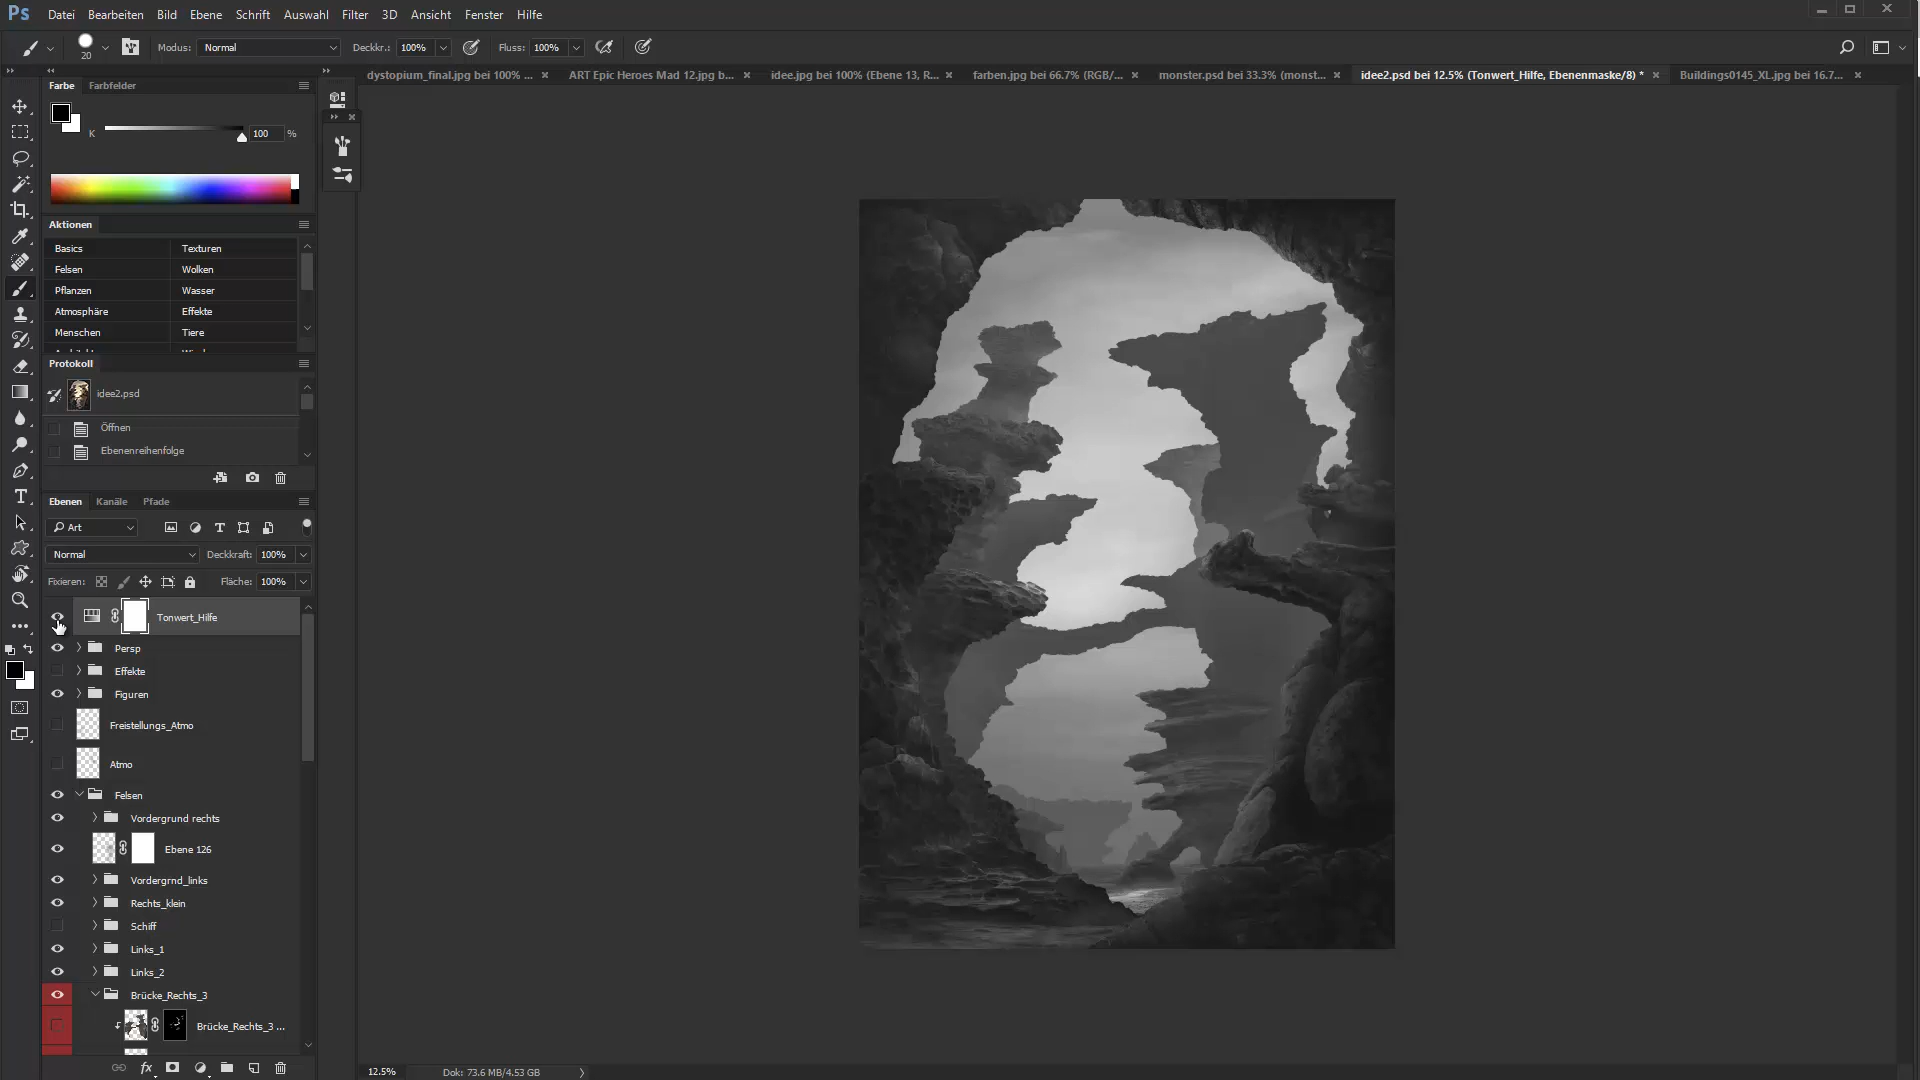 Ps Datei Bearbeiten Bild Ebene Schrift Auswahl Filter 3D Ansicht Fenster Hilfe
20 Modus: Normal Deckkr.: 100% Fluss: 100%
dystopium_final.jpg bei 100% ... × ART Epic Heroes Mad 12.jpg b... × idee.jpg bei 100% (Ebene 13, R... × farben.jpg bei 66.7% (RGB/... × monster.psd bei 33.3% (monst... × idee2.psd bei 12.5% (Tonwert_Hilfe, Ebenenmaske/8) * × Buildings0145_XL.jpg bei 16.7... ×
Farbe Farbfelder
K 100 %
Aktionen
Basics Texturen
Felsen Wolken
Pflanzen Wasser
Atmosphäre Effekte
Menschen Tiere
Protokoll
idee2.psd
Öffnen
Ebenenreihenfolge
Ebenen Kanäle Pfade
Art
Normal Deckkraft: 100%
Fixieren: Fläche: 100%
Tonwert_Hilfe
Persp
Effekte
Figuren
Freistellungs_Atmo
Atmo
Felsen
Vordergrund rechts
Ebene 126
Vordergrnd_links
Rechts_klein
Schiff
Links_1
Links_2
Brücke_Rechts_3
Brücke_Rechts_3 ...
fx
12.5% Dok: 73.6 MB/4.53 GB